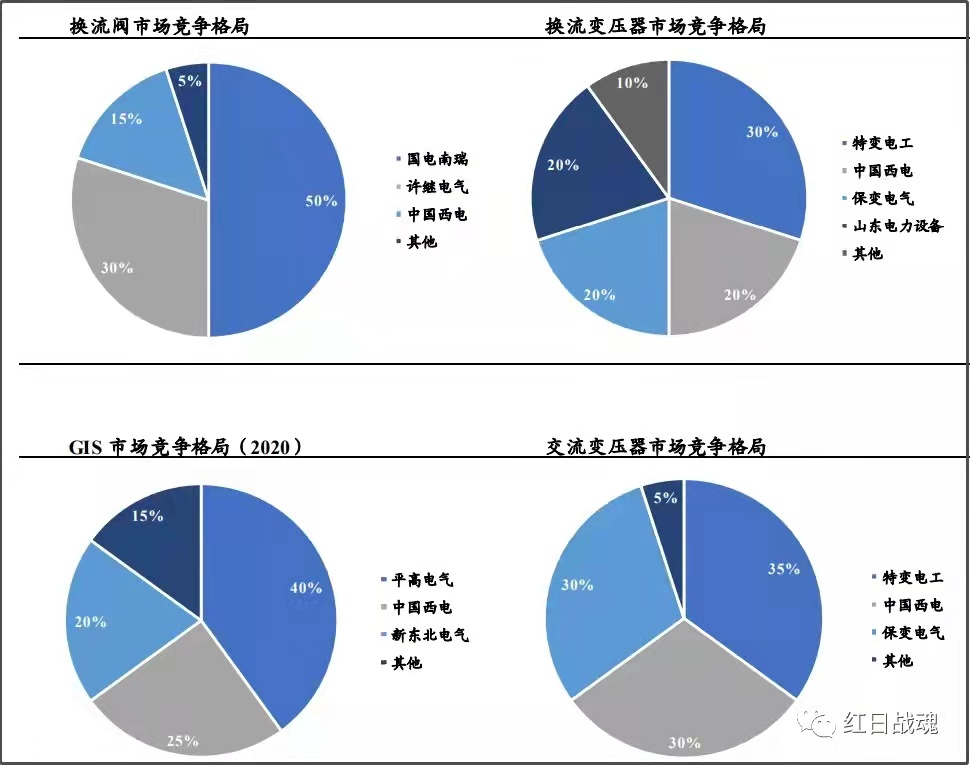 换流阀市场竞争格局
50%
30%
15%
5%
国电南瑞
许继电气
中国西电
其他
换流变压器市场竞争格局
30%
20%
20%
20%
10%
特变电工
中国西电
保变电气
山东电力设备
其他
GIS 市场竞争格局（2020）
40%
25%
20%
15%
平高电气
中国西电
新东北电气
其他
交流变压器市场竞争格局
35%
30%
30%
5%
特变电工
中国西电
保变电气
其他
红日战魂